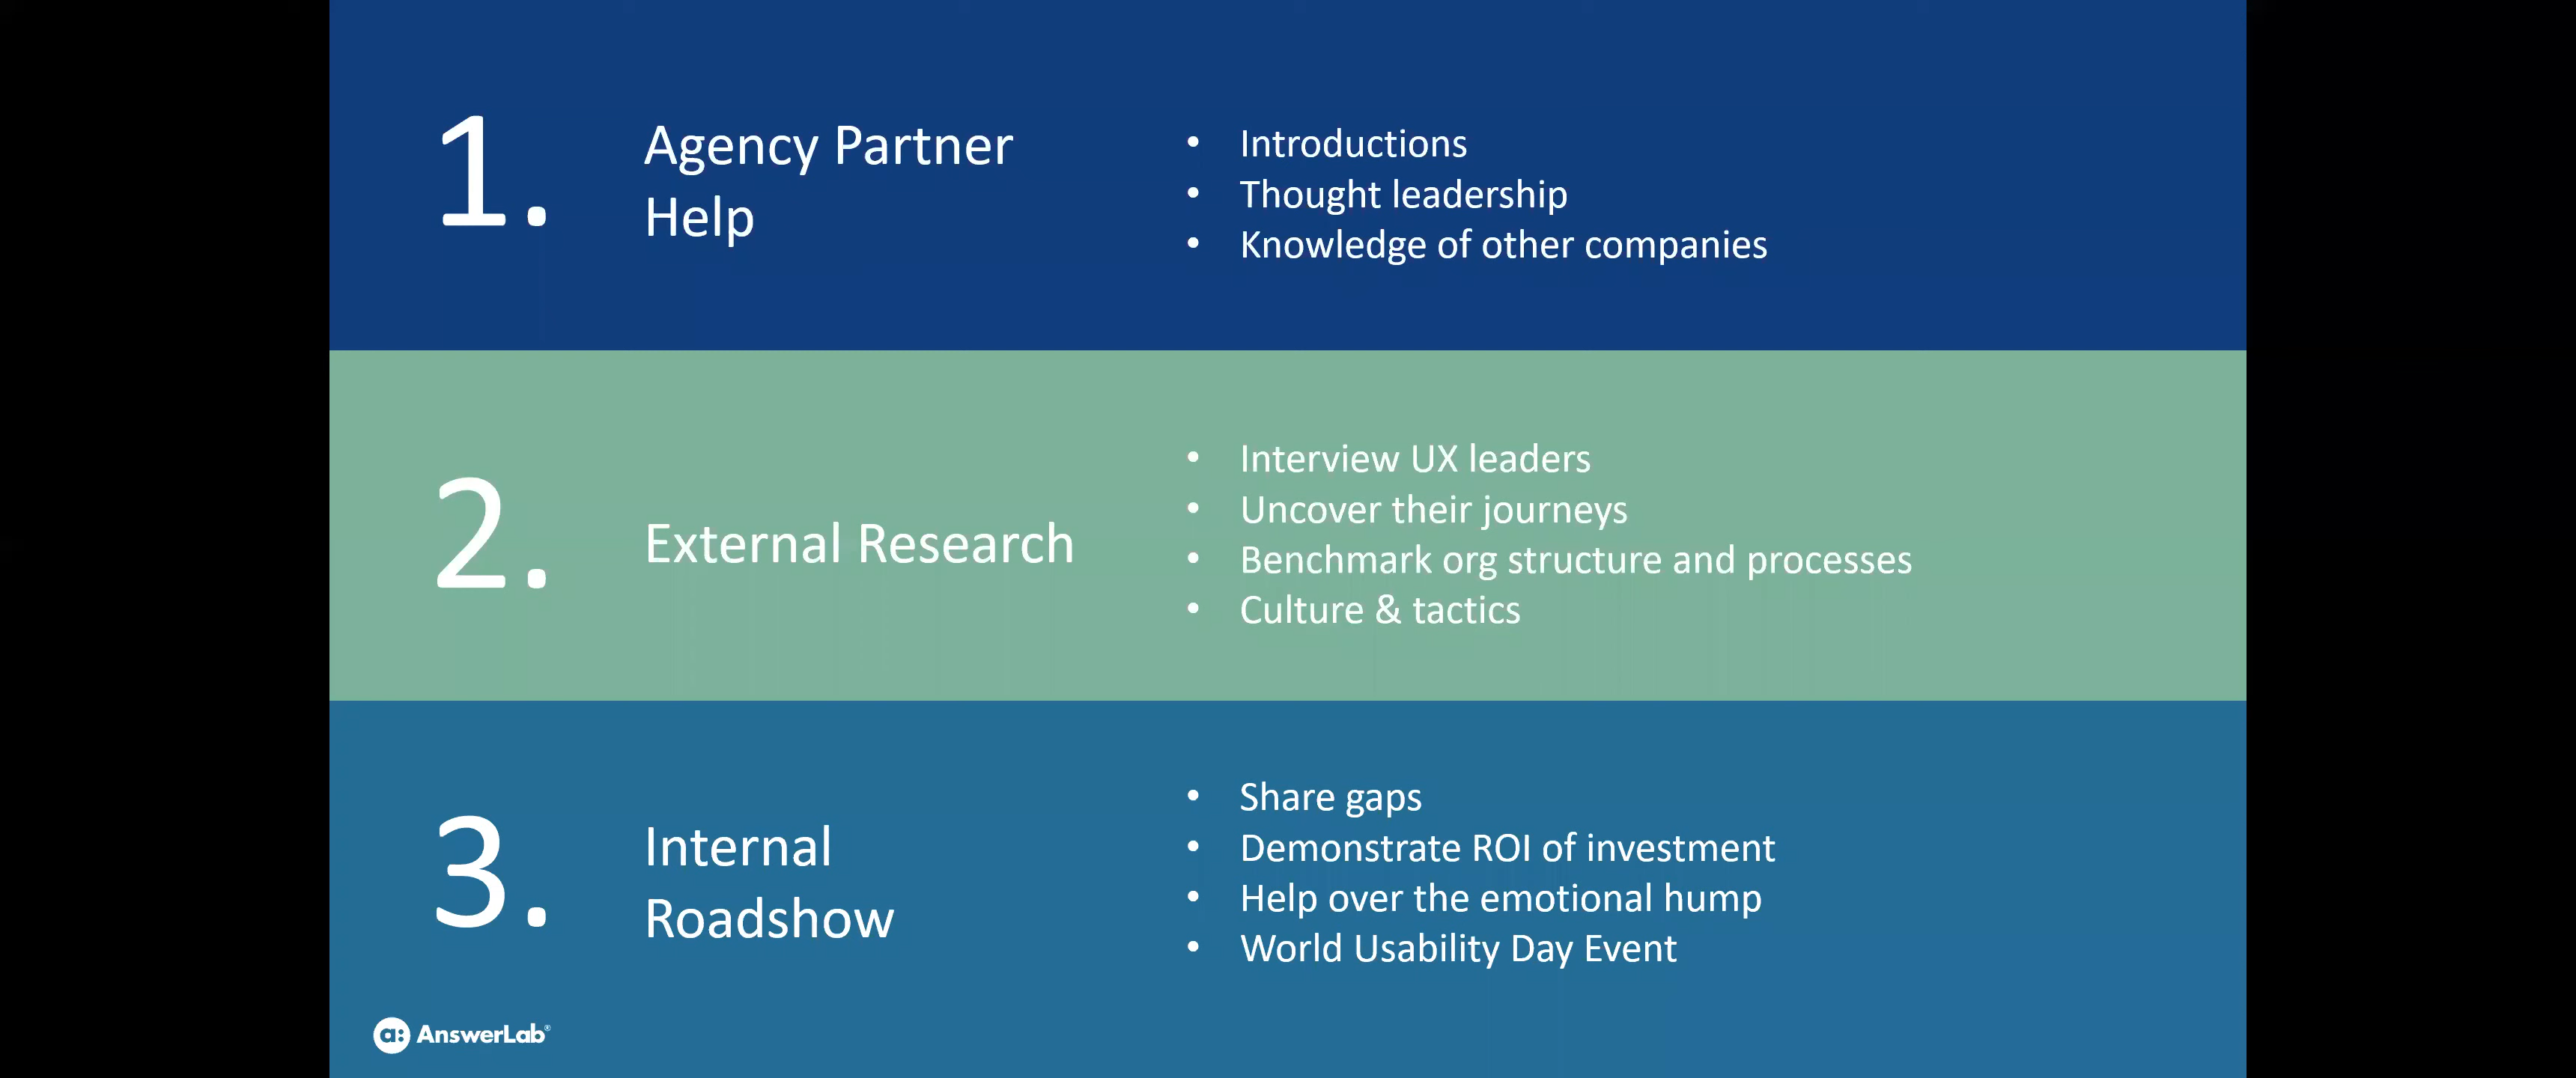 1.
Agency Partner
Help
• Introductions
• Thought leadership
• Knowledge of other companies
2.
External Research
• Interview UX leaders
• Uncover their journeys
• Benchmark org structure and processes
• Culture & tactics
3.
Internal
Roadshow
• Share gaps
• Demonstrate ROI of investment
• Help over the emotional hump
• World Usability Day Event
a: AnswerLab®